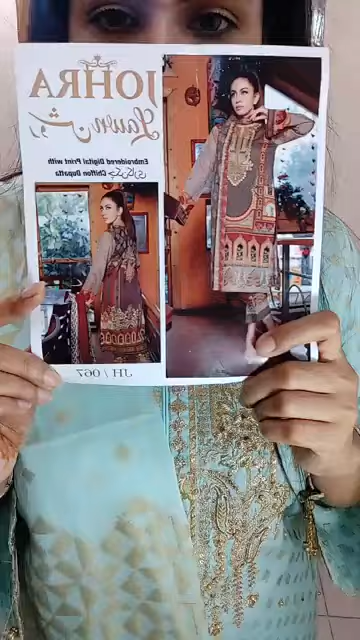 JOHRA
Lawn
Embroidered Digital Print with
Chiffon Dupatta
JH / 067